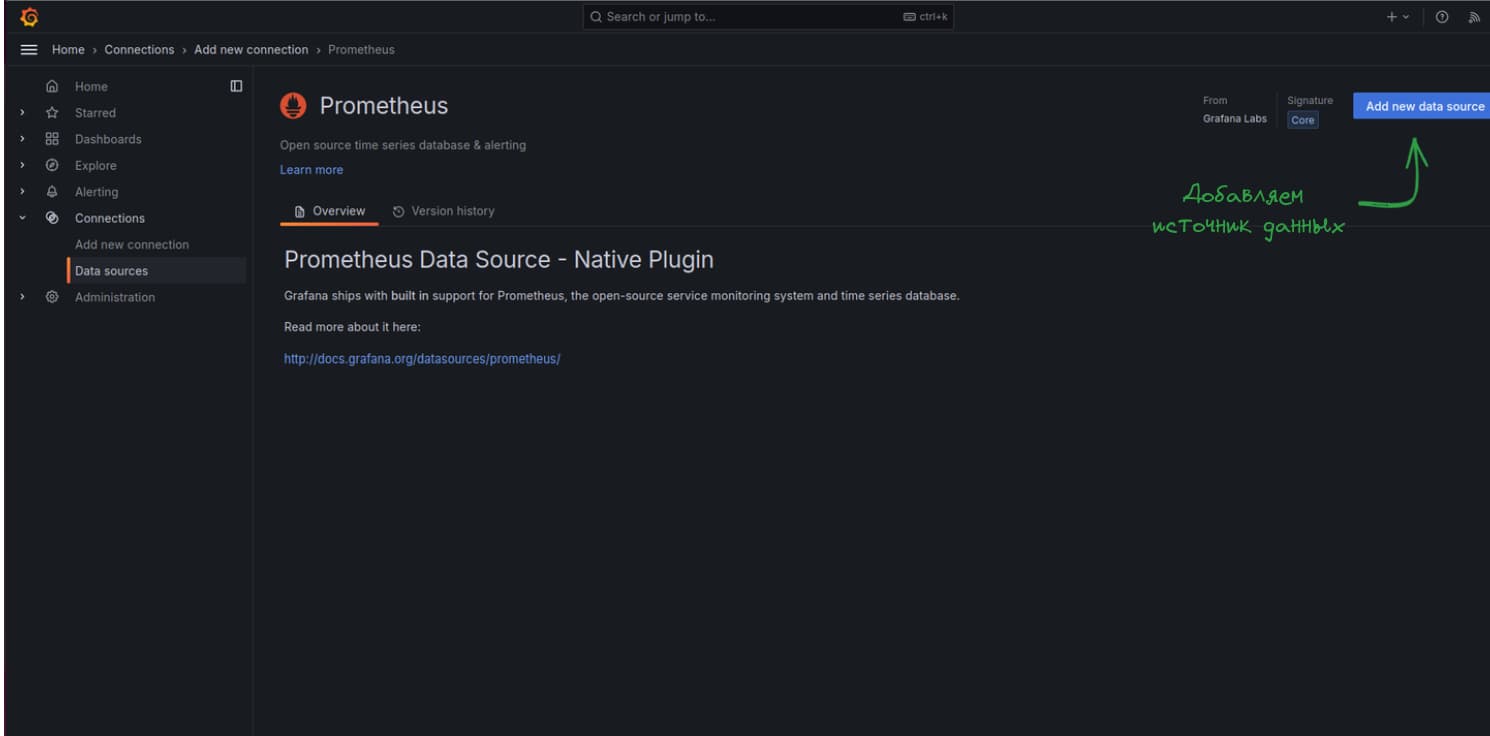 Search or jump to...
ctrl+k
Home › Connections › Add new connection › Prometheus
Home
Starred
Dashboards
Explore
Alerting
Connections
Add new connection
Data sources
Administration
Prometheus
Open source time series database & alerting
Learn more
From
Grafana Labs
Signature
Core
Add new data source
Добавляем
источник данных
Overview
Version history
Prometheus Data Source - Native Plugin
Grafana ships with built in support for Prometheus, the open-source service monitoring system and time series database.
Read more about it here:
http://docs.grafana.org/datasources/prometheus/